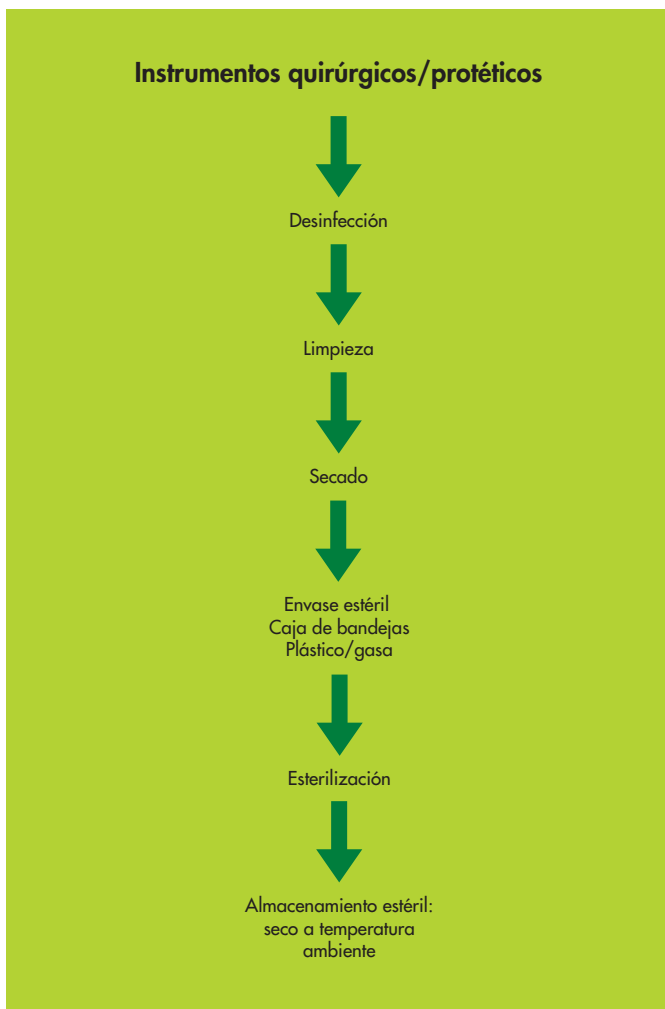 Instrumentos quirúrgicos/protéticos
Desinfección
Limpieza
Secado
Envase estéril
Caja de bandejas
Plástico/gasa
Esterilización
Almacenamiento estéril:
seco a temperatura
ambiente